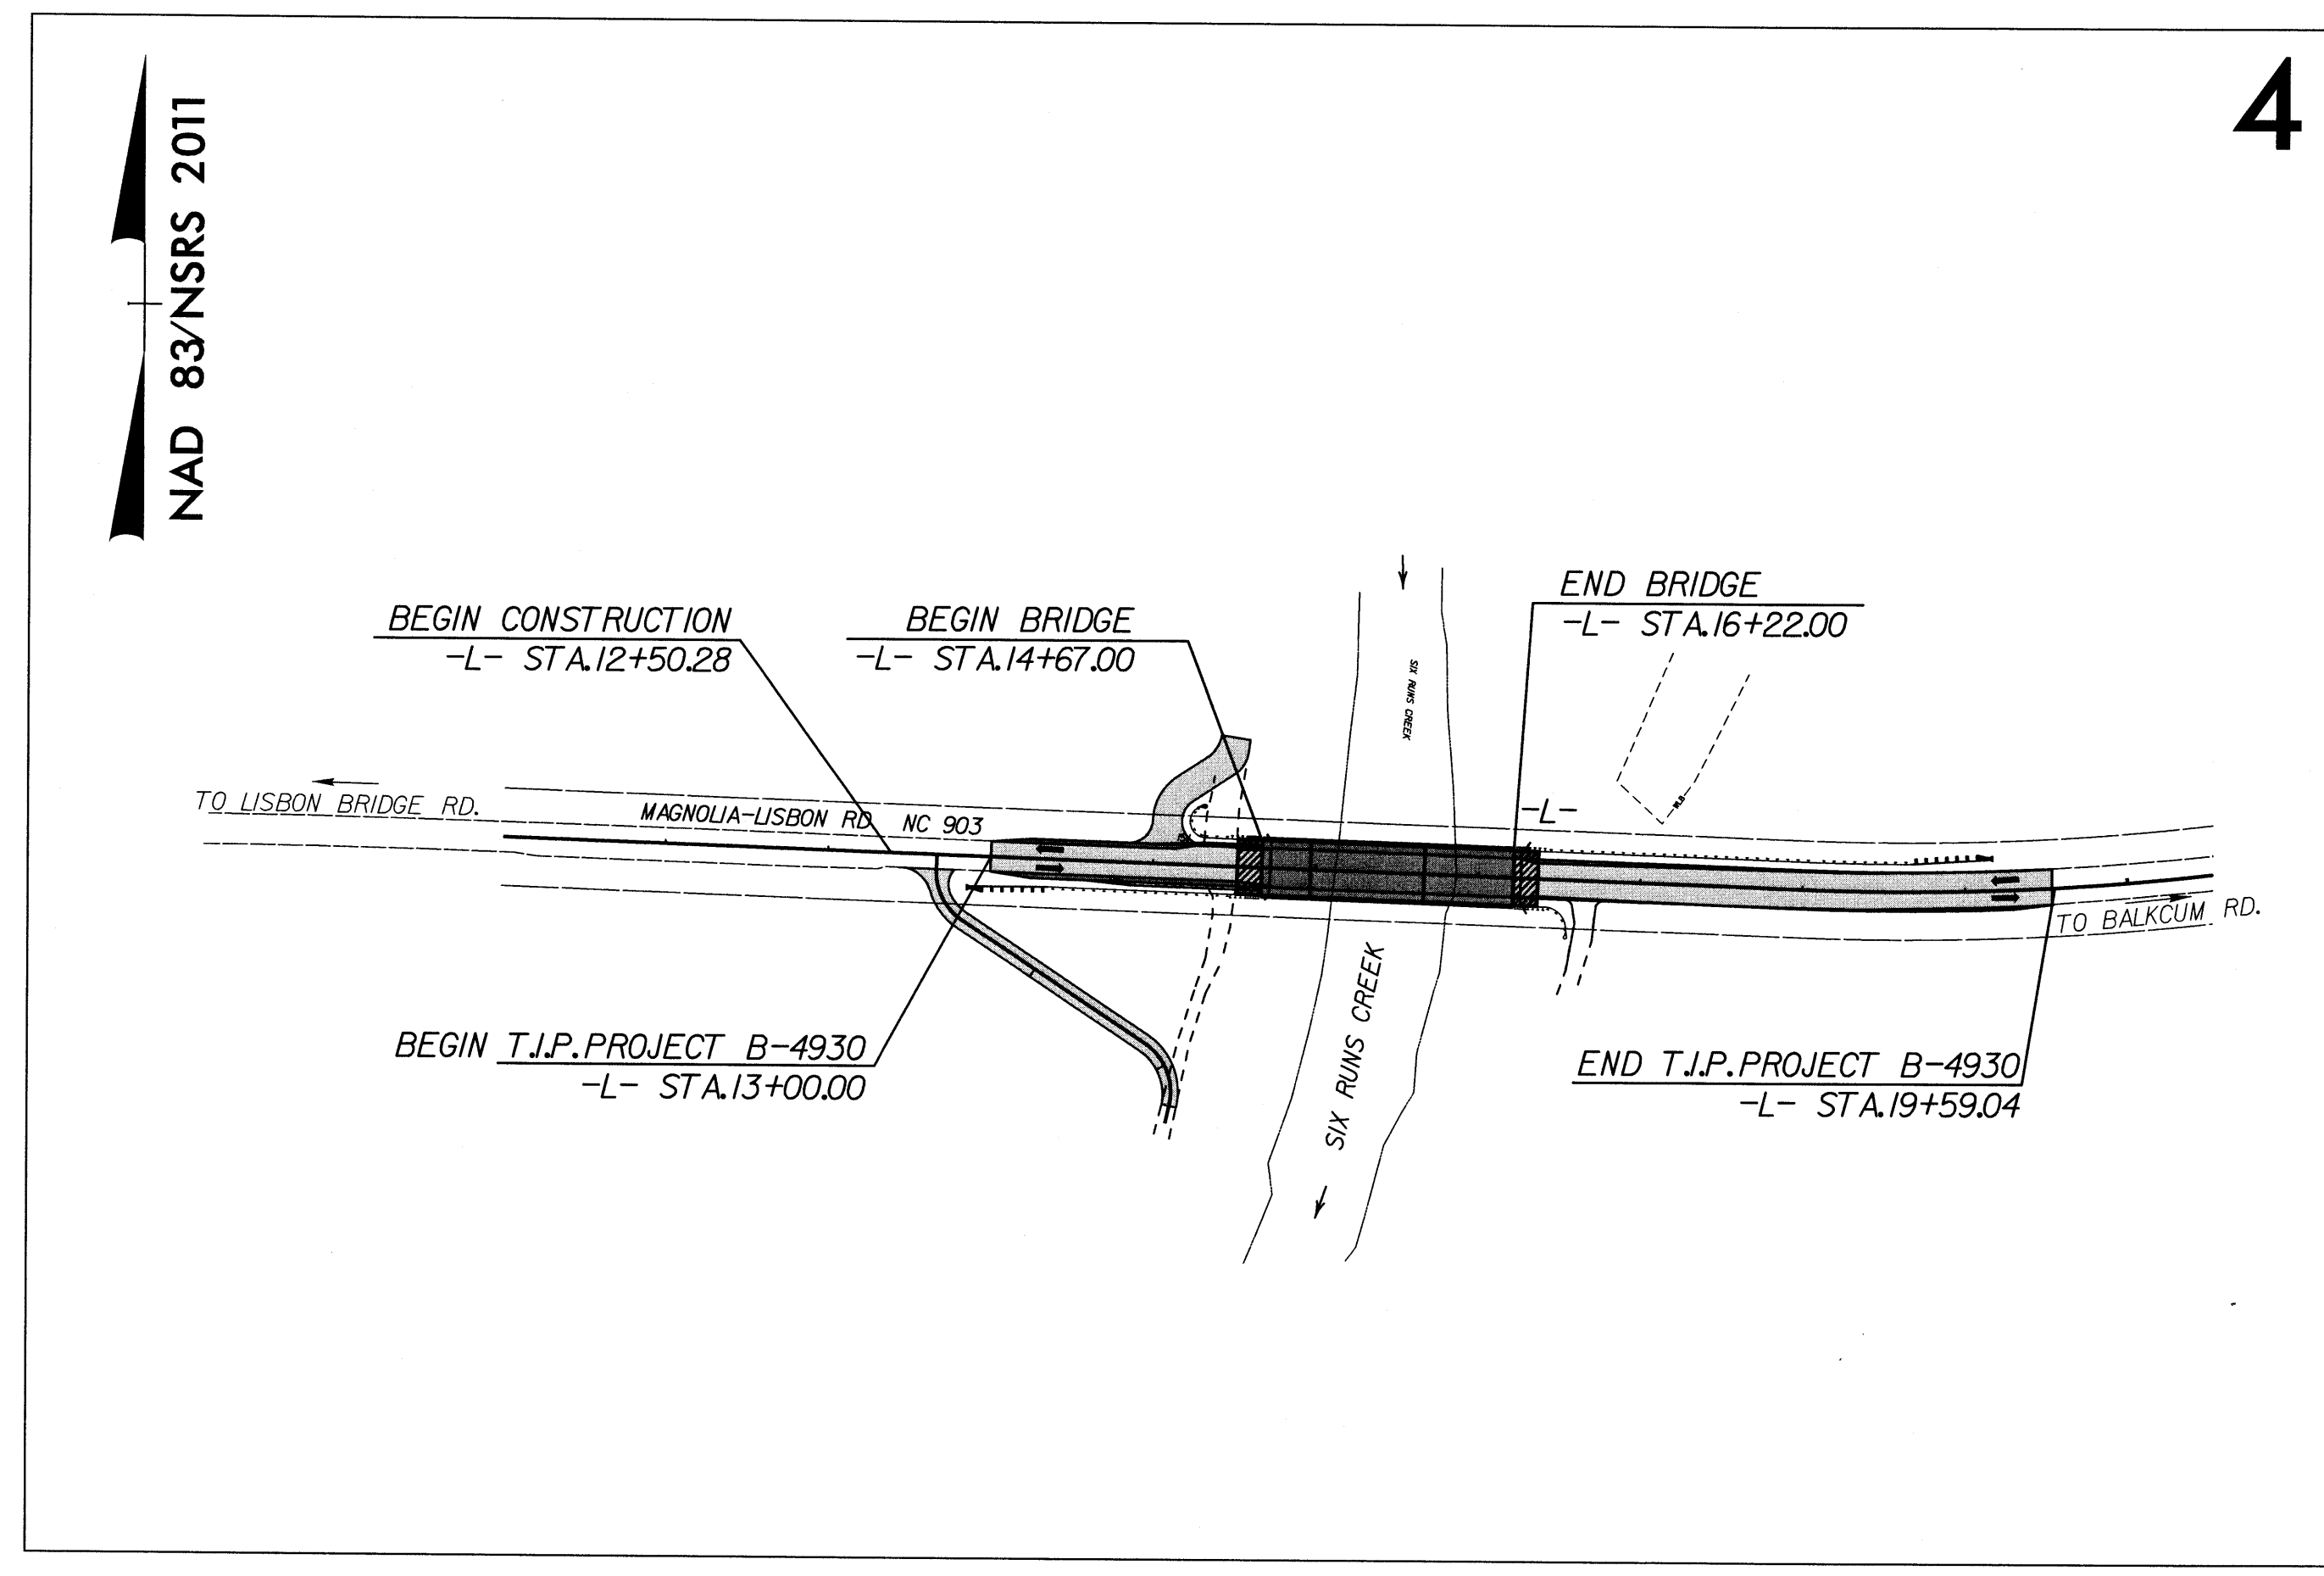 4
NAD 83/NSRS 2011
BEGIN CONSTRUCTION
-L- STA.12+50.28
BEGIN BRIDGE
-L- STA.14+67.00
END BRIDGE
-L- STA.16+22.00
SIX RUNS CREEK
TO LISBON BRIDGE RD.
MAGNOLIA-LISBON RD NC 903
-L-
WLB
TO BALKCUM RD.
SIX RUNS CREEK
BEGIN T.I.P. PROJECT B-4930
-L- STA.13+00.00
END T.I.P. PROJECT B-4930
-L- STA.19+59.04